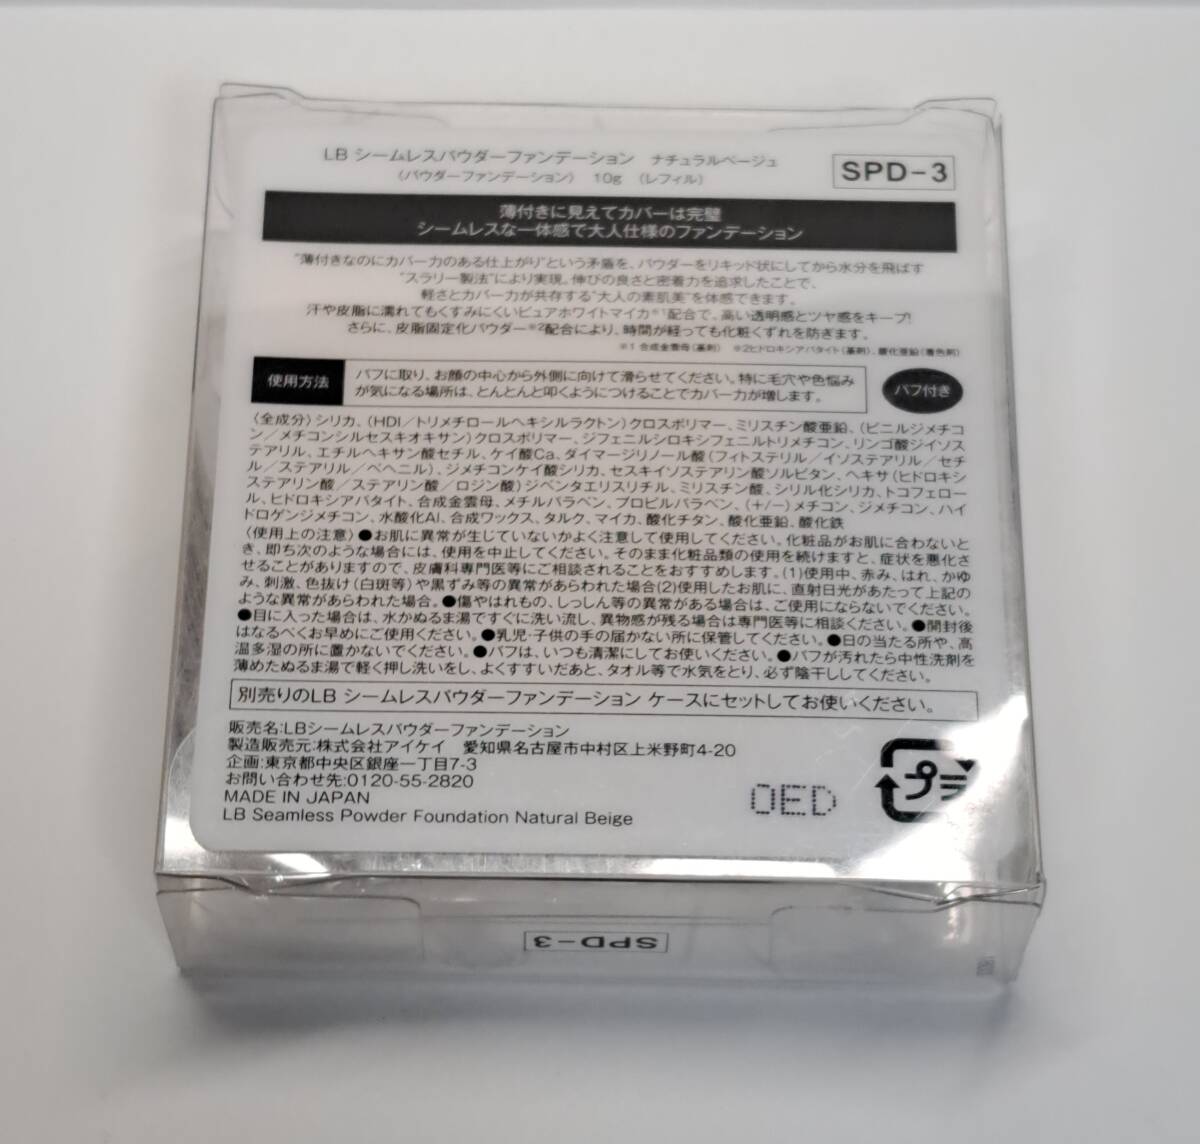 LB シームレスパウダーファンデーション ナチュラルベージュ
(パウダーファンデーション) 10g (レフィル)
SPD-3
薄付きに見えてカバーは完璧
シームレスな一体感で大人仕様のファンデーション
"薄付きなのにカバー力のある仕上がり"という矛盾を、パウダーをリキッド状にしてから水分を飛ばす
"スラリー製法"により実現。伸びの良さと密着力を追求したことで、
軽さとカバー力が共存する"大人の素肌美"を体感できます。
汗や皮脂に濡れてもくすみにくいピュアホワイトマイカ※1配合で、高い透明感とツヤ感をキープ!
さらに、皮脂固定化パウダー※2配合により、時間が経っても化粧くずれを防ぎます。
※1 合成金雲母(基剤) ※2ヒドロキシアパタイト(基剤)、酸化亜鉛(着色剤)
使用方法
パフに取り、お顔の中心から外側に向けて滑らせてください。特に毛穴や色悩み
が気になる場所は、とんとんと叩くようにつけることでカバー力が増します。
パフ付き
〈全成分〉シリカ、(HDI/トリメチロールヘキシルラクトン)クロスポリマー、ミリスチン酸亜鉛、(ビニルジメチコ
ン/メチコンシルセスキオキサン)クロスポリマー、ジフェニルシロキシフェニルトリメチコン、リンゴ酸ジイソス
テアリル、エチルヘキサン酸セチル、ケイ酸Ca、ダイマージリノール酸(フィトステリル/イソステアリル/セチ
ル/ステアリル/ベヘニル)、ジメチコンケイ酸シリカ、セスキイソステアリン酸ソルビタン、ヘキサ(ヒドロキシ
ステアリン酸/ステアリン酸/ロジン酸)ジペンタエリスリチル、ミリスチン酸、シリル化シリカ、トコフェロー
ル、ヒドロキシアパタイト、合成金雲母、メチルパラベン、プロピルパラベン、(+/−)メチコン、ジメチコン、ハイ
ドロゲンジメチコン、水酸化Al、合成ワックス、タルク、マイカ、酸化チタン、酸化亜鉛、酸化鉄
〈使用上の注意〉●お肌に異常が生じていないかよく注意して使用してください。化粧品がお肌に合わないと
き、即ち次のような場合には、使用を中止してください。そのまま化粧品類の使用を続けますと、症状を悪化さ
せることがありますので、皮膚科専門医等にご相談されることをおすすめします。(1)使用中、赤み、はれ、かゆ
み、刺激、色抜け(白斑等)や黒ずみ等の異常があらわれた場合(2)使用したお肌に、直射日光があたって上記の
ような異常があらわれた場合。●傷やはれもの、しっしん等の異常がある場合は、ご使用にならないでください。
●目に入った場合は、水かぬるま湯ですぐに洗い流し、異物感が残る場合は専門医等に相談ください。●開封後
はなるべくお早めにご使用ください。●乳児・子供の手の届かない所に保管してください。●日の当たる所や、高
温多湿の所に置かないでください。●パフは、いつも清潔にしてお使いください。●パフが汚れたら中性洗剤を
薄めたぬるま湯で軽く押し洗いをし、よくすすいだあと、タオル等で水気をとり、必ず陰干ししてください。
別売りのLB シームレスパウダーファンデーション ケースにセットしてお使いください。
販売名:LBシームレスパウダーファンデーション
製造販売元:株式会社アイケイ 愛知県名古屋市中村区上米野町4-20
企画:東京都中央区銀座一丁目7-3
お問い合わせ先:0120-55-2820
MADE IN JAPAN
LB Seamless Powder Foundation Natural Beige
OED
プラ
SPD-3